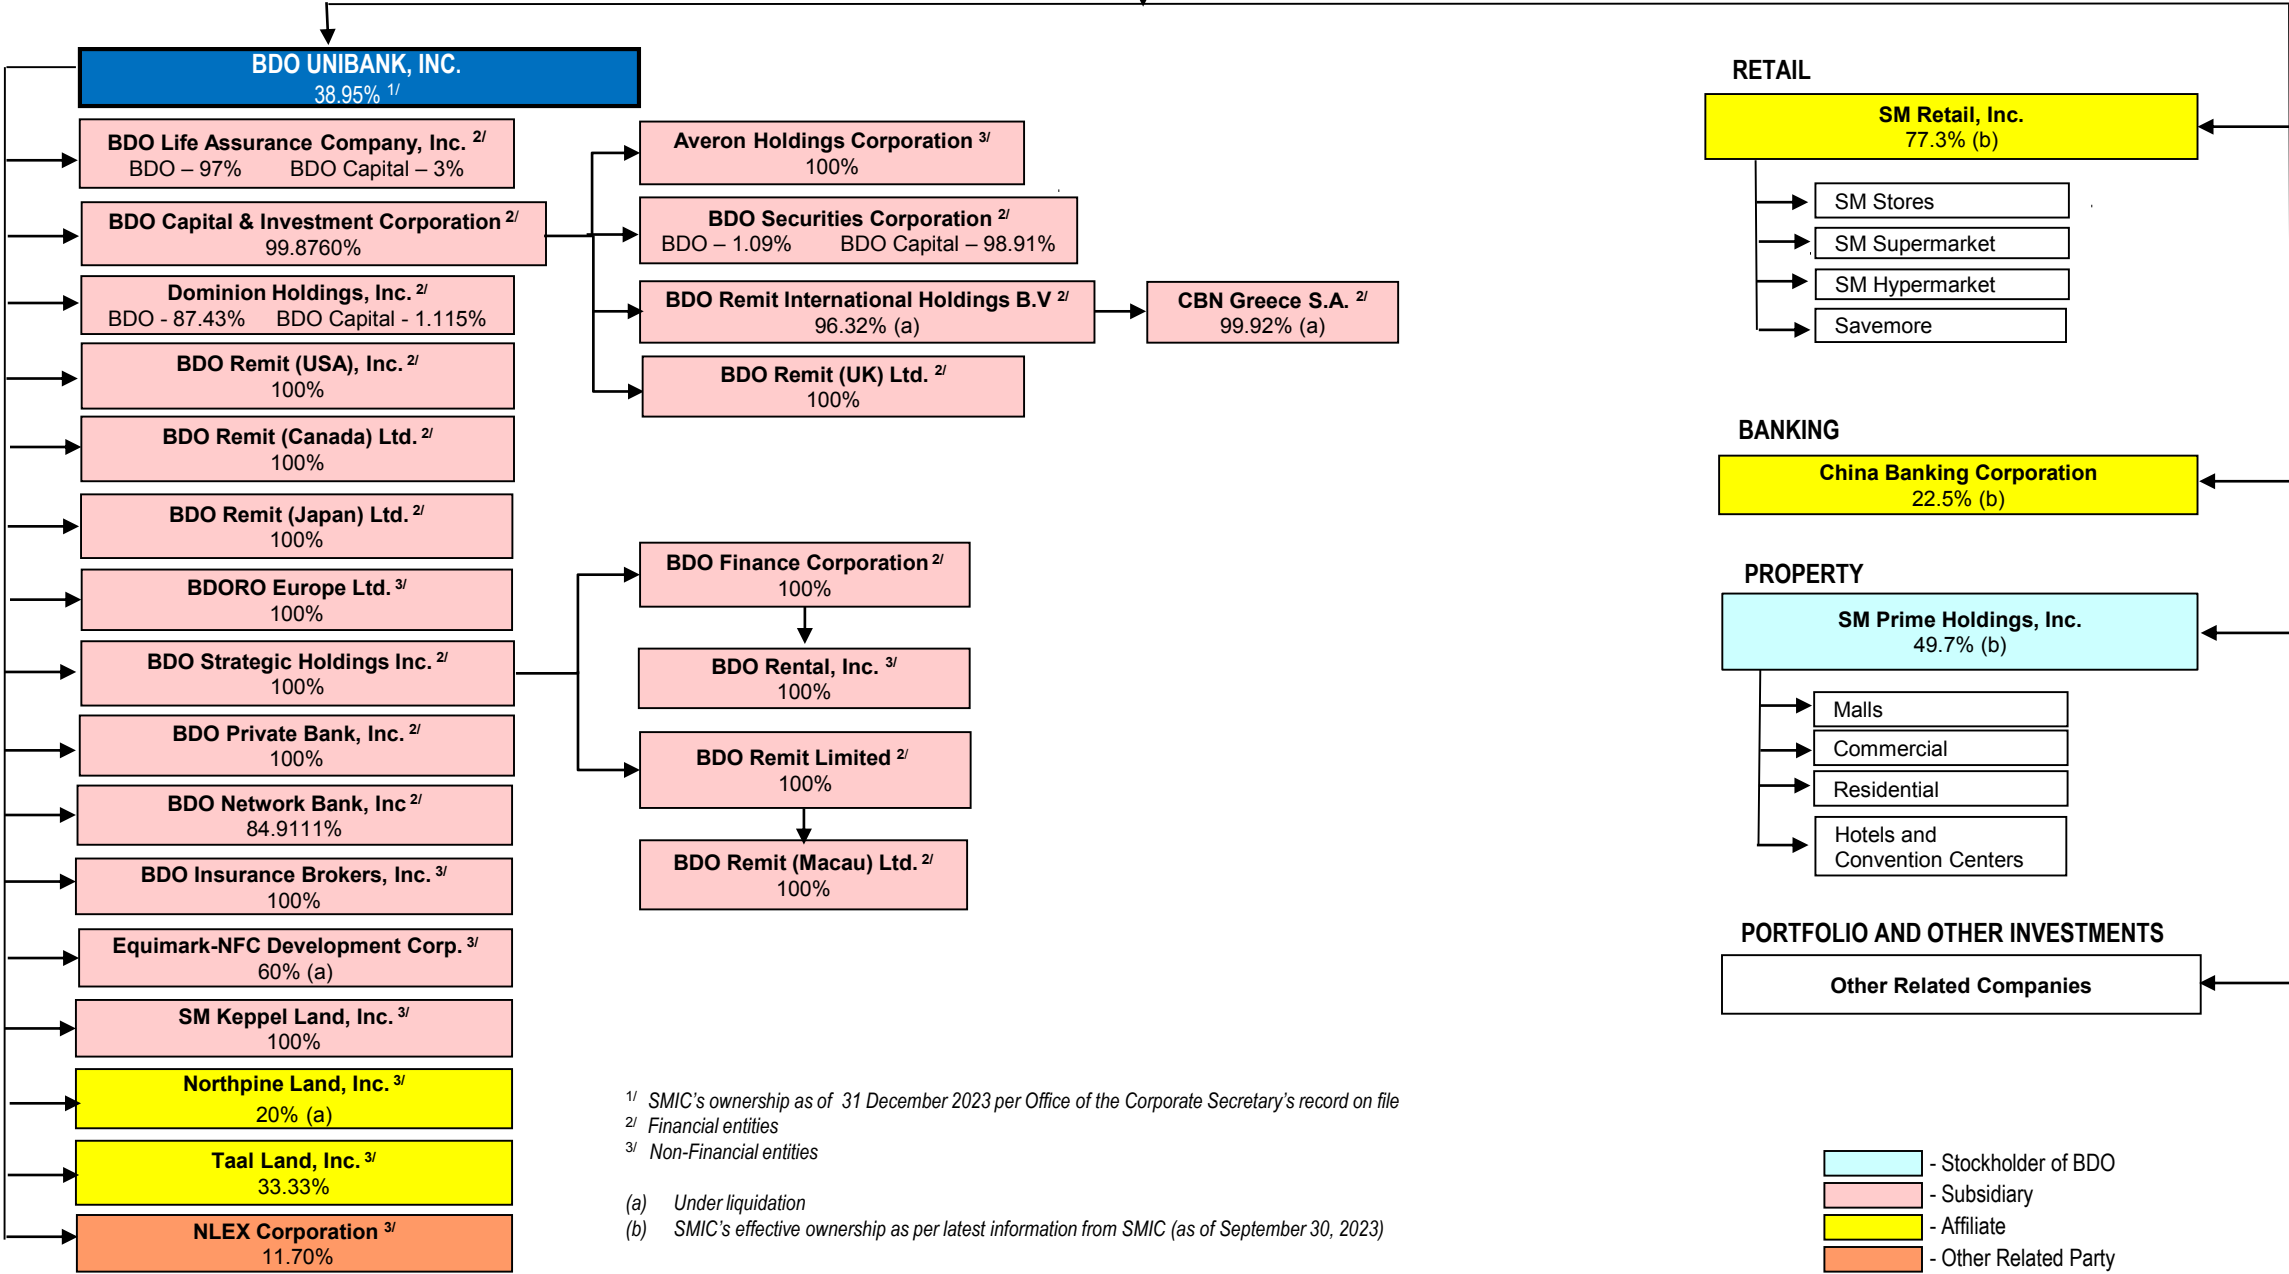 BDO UNIBANK, INC.
38.95% 1/
BDO Life Assurance Company, Inc. 2/
BDO – 97% BDO Capital – 3%
BDO Capital & Investment Corporation 2/
99.8760%
Dominion Holdings, Inc. 2/
BDO - 87.43% BDO Capital - 1.115%
BDO Remit (USA), Inc. 2/
100%
BDO Remit (Canada) Ltd. 2/
100%
BDO Remit (Japan) Ltd. 2/
100%
BDORO Europe Ltd. 3/
100%
BDO Strategic Holdings Inc. 2/
100%
BDO Private Bank, Inc. 2/
100%
BDO Network Bank, Inc 2/
84.9111%
BDO Insurance Brokers, Inc. 3/
100%
Equimark-NFC Development Corp. 3/
60% (a)
SM Keppel Land, Inc. 3/
100%
Northpine Land, Inc. 3/
20% (a)
Taal Land, Inc. 3/
33.33%
NLEX Corporation 3/
11.70%
Averon Holdings Corporation 3/
100%
BDO Securities Corporation 2/
BDO – 1.09% BDO Capital – 98.91%
BDO Remit International Holdings B.V 2/
96.32% (a)
CBN Greece S.A. 2/
99.92% (a)
BDO Remit (UK) Ltd. 2/
100%
BDO Finance Corporation 2/
100%
BDO Rental, Inc. 3/
100%
BDO Remit Limited 2/
100%
BDO Remit (Macau) Ltd. 2/
100%
RETAIL
SM Retail, Inc.
77.3% (b)
SM Stores
SM Supermarket
SM Hypermarket
Savemore
BANKING
China Banking Corporation
22.5% (b)
PROPERTY
SM Prime Holdings, Inc.
49.7% (b)
Malls
Commercial
Residential
Hotels and
Convention Centers
PORTFOLIO AND OTHER INVESTMENTS
Other Related Companies
1/ SMIC's ownership as of 31 December 2023 per Office of the Corporate Secretary's record on file
2/ Financial entities
3/ Non-Financial entities
(a) Under liquidation
(b) SMIC's effective ownership as per latest information from SMIC (as of September 30, 2023)
- Stockholder of BDO
- Subsidiary
- Affiliate
- Other Related Party